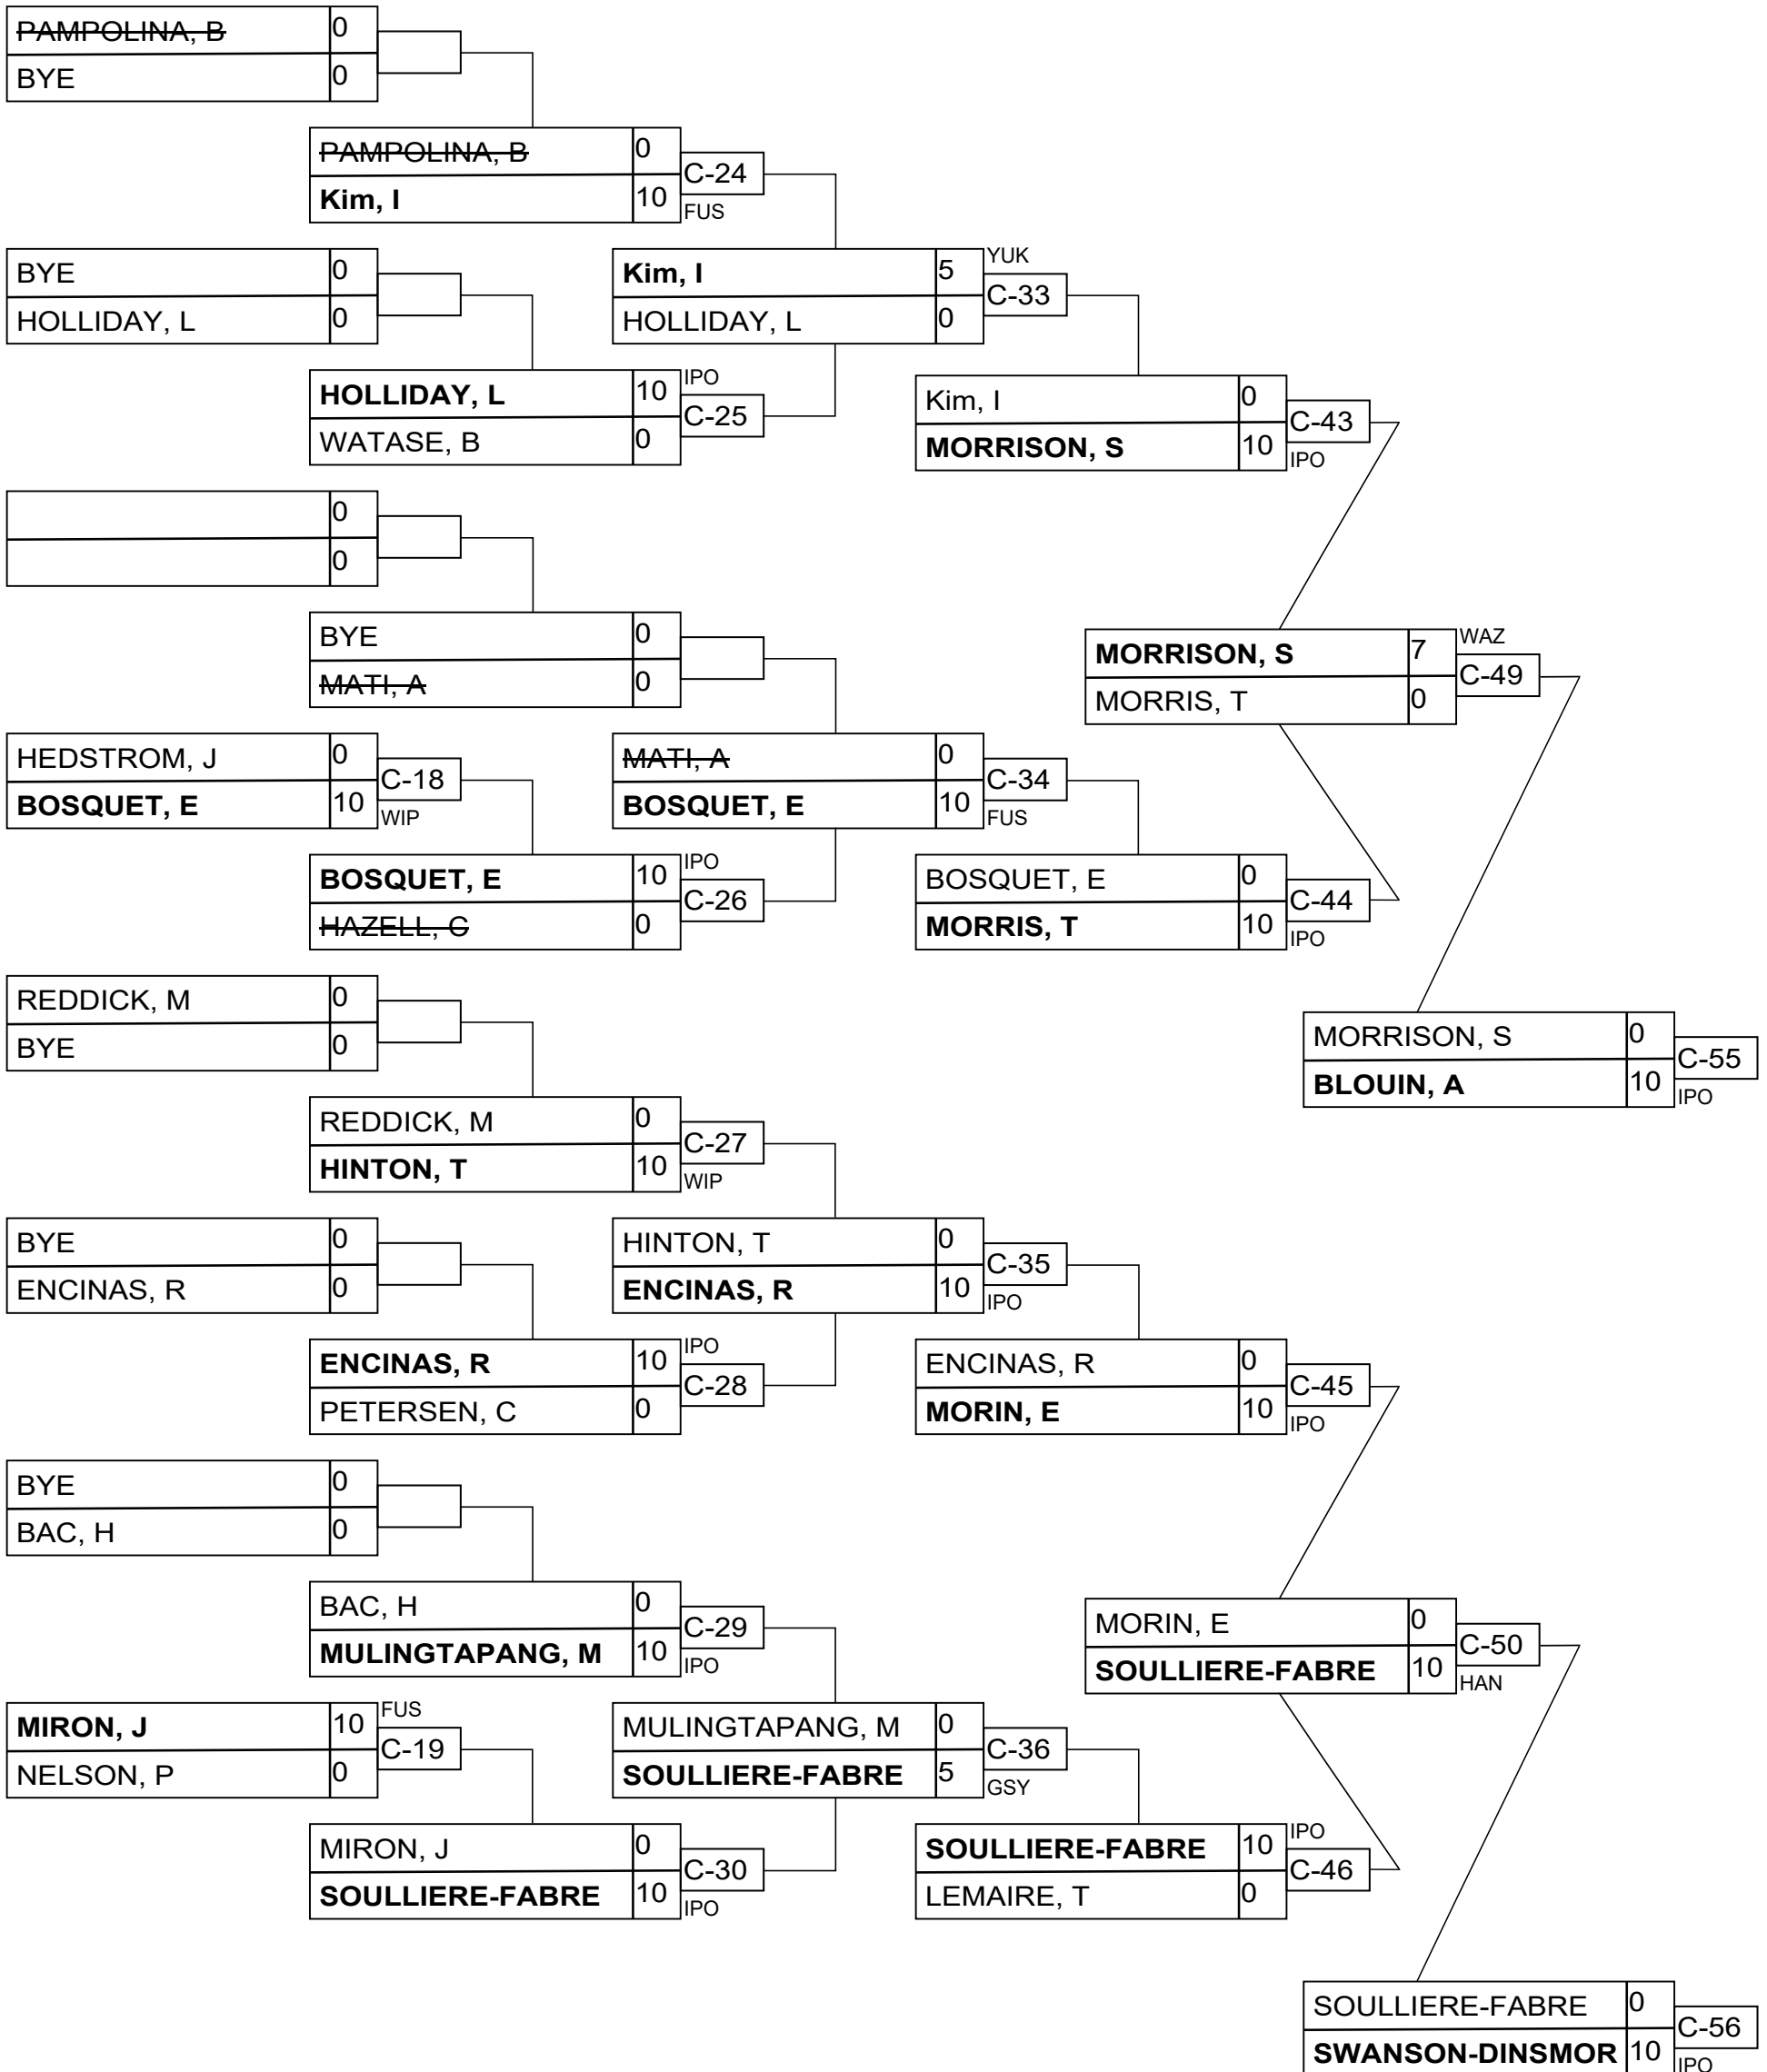 PAMPOLINA, B 0
BYE 0
PAMPOLINA, B 0
C-24
Kim, I 10
FUS
BYE 0
HOLLIDAY, L 0
Kim, I 5
YUK
C-33
HOLLIDAY, L 0
HOLLIDAY, L 10
IPO
C-25
WATASE, B 0
Kim, I 0
C-43
MORRISON, S 10
IPO
0
0
BYE 0
MATI, A 0
MORRISON, S 7
WAZ
C-49
MORRIS, T 0
HEDSTROM, J 0
C-18
BOSQUET, E 10
WIP
MATI, A 0
C-34
BOSQUET, E 10
FUS
BOSQUET, E 10
IPO
C-26
HAZELL, C 0
BOSQUET, E 0
C-44
MORRIS, T 10
IPO
REDDICK, M 0
BYE 0
MORRISON, S 0
C-55
BLOUIN, A 10
IPO
REDDICK, M 0
C-27
HINTON, T 10
WIP
BYE 0
ENCINAS, R 0
HINTON, T 0
C-35
ENCINAS, R 10
IPO
ENCINAS, R 10
IPO
C-28
PETERSEN, C 0
ENCINAS, R 0
C-45
MORIN, E 10
IPO
BYE 0
BAC, H 0
BAC, H 0
C-29
MULINGTAPANG, M 10
IPO
MORIN, E 0
C-50
SOULLIERE-FABRE 10
HAN
MIRON, J 10
FUS
C-19
NELSON, P 0
MULINGTAPANG, M 0
C-36
SOULLIERE-FABRE 5
GSY
MIRON, J 0
C-30
SOULLIERE-FABRE 10
IPO
SOULLIERE-FABRE 10
IPO
C-46
LEMAIRE, T 0
SOULLIERE-FABRE 0
C-56
SWANSON-DINSMOR 10
IPO